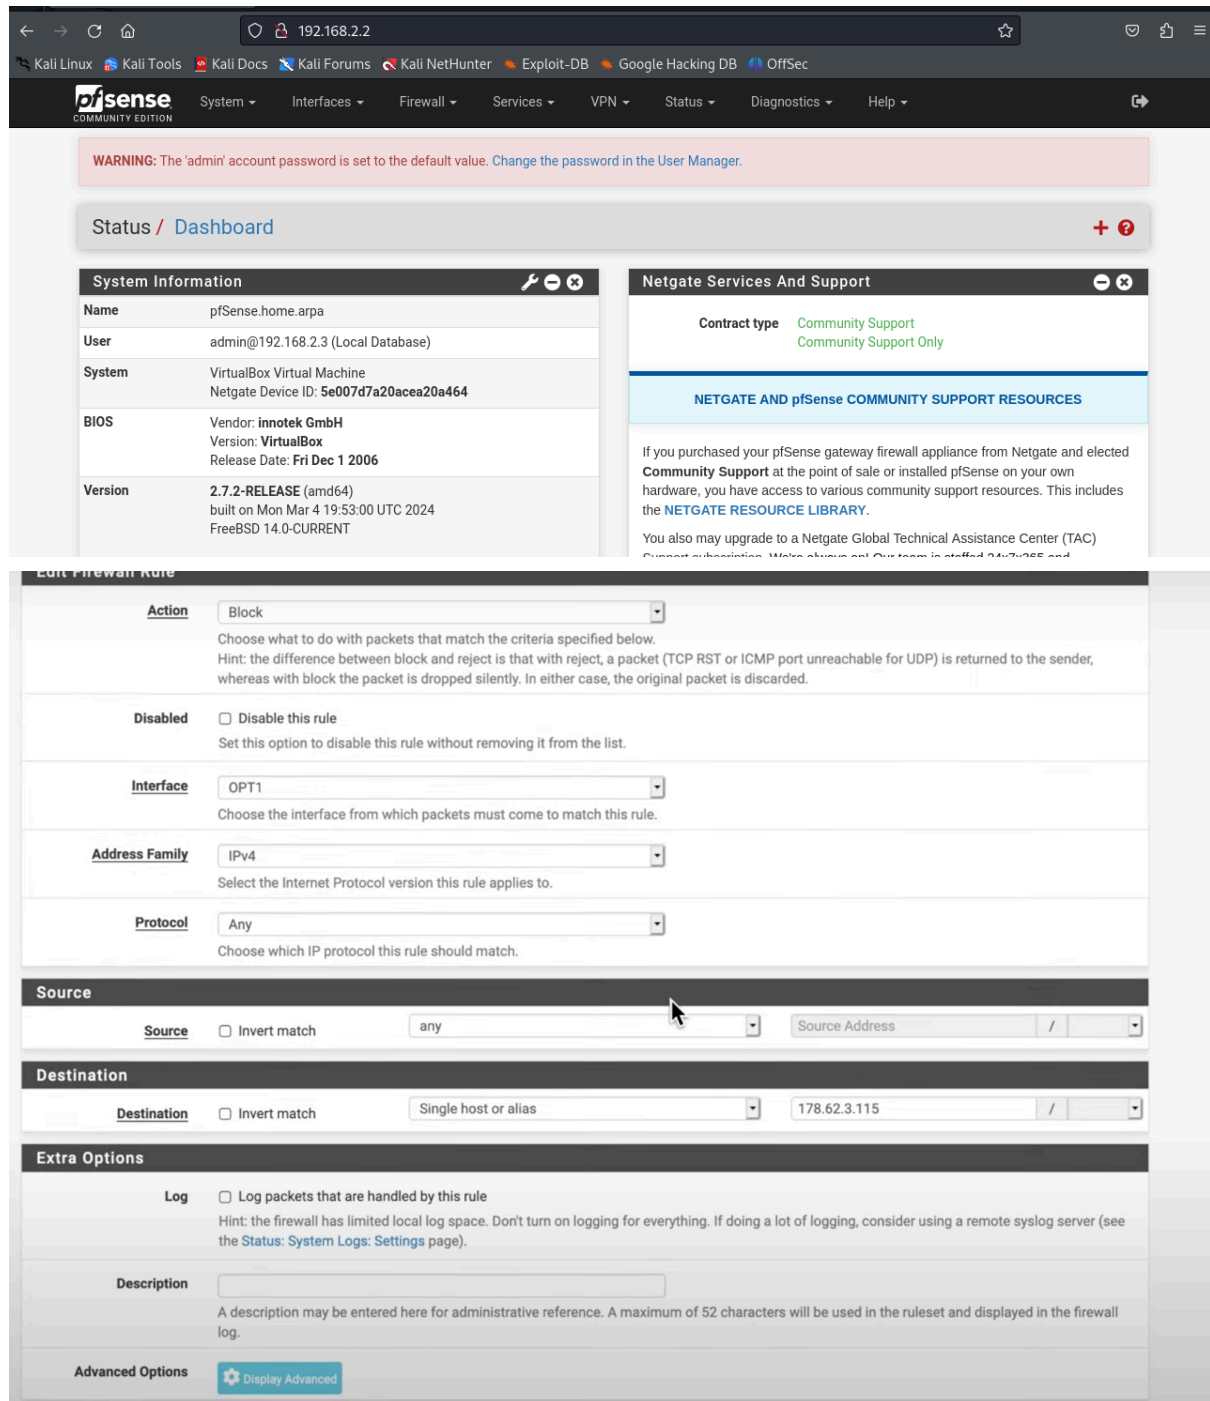 192.168.2.2
Kali Linux Kali Tools Kali Docs Kali Forums Kali NetHunter Exploit-DB Google Hacking DB OffSec
pfsense System Interfaces Firewall Services VPN Status Diagnostics Help
COMMUNITY EDITION
WARNING: The 'admin' account password is set to the default value. Change the password in the User Manager.
Status / Dashboard
System Information
Name pfSense.home.arpa
User admin@192.168.2.3 (Local Database)
System VirtualBox Virtual Machine
Netgate Device ID: 5e007d7a20acea20a464
BIOS Vendor: innotek GmbH
Version: VirtualBox
Release Date: Fri Dec 1 2006
Version 2.7.2-RELEASE (amd64)
built on Mon Mar 4 19:53:00 UTC 2024
FreeBSD 14.0-CURRENT
Netgate Services And Support
Contract type Community Support
Community Support Only
NETGATE AND pfSense COMMUNITY SUPPORT RESOURCES
If you purchased your pfSense gateway firewall appliance from Netgate and elected
Community Support at the point of sale or installed pfSense on your own
hardware, you have access to various community support resources. This includes
the NETGATE RESOURCE LIBRARY.
You also may upgrade to a Netgate Global Technical Assistance Center (TAC)
Support subscription. We're always on! Our team is staffed 24x7x365 and
Edit Firewall Rule
Action Block
Choose what to do with packets that match the criteria specified below.
Hint: the difference between block and reject is that with reject, a packet (TCP RST or ICMP port unreachable for UDP) is returned to the sender,
whereas with block the packet is dropped silently. In either case, the original packet is discarded.
Disabled Disable this rule
Set this option to disable this rule without removing it from the list.
Interface OPT1
Choose the interface from which packets must come to match this rule.
Address Family IPv4
Select the Internet Protocol version this rule applies to.
Protocol Any
Choose which IP protocol this rule should match.
Source
Source Invert match any Source Address /
Destination
Destination Invert match Single host or alias 178.62.3.115 /
Extra Options
Log Log packets that are handled by this rule
Hint: the firewall has limited local log space. Don't turn on logging for everything. If doing a lot of logging, consider using a remote syslog server (see
the Status: System Logs: Settings page).
Description
A description may be entered here for administrative reference. A maximum of 52 characters will be used in the ruleset and displayed in the firewall
log.
Advanced Options Display Advanced